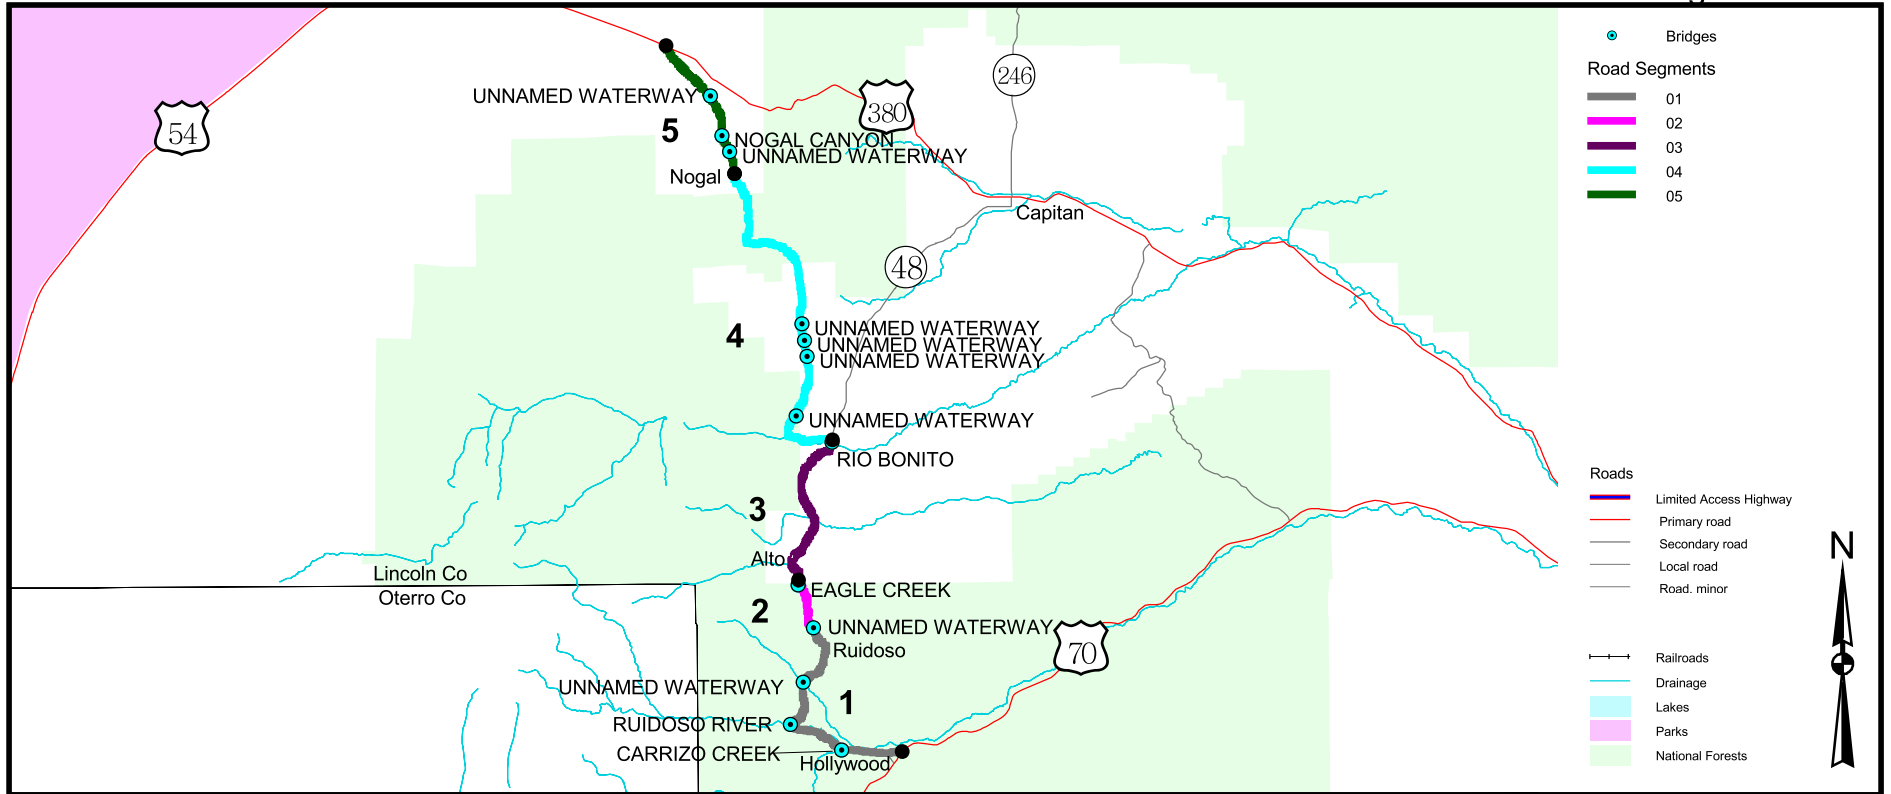 Bridges
Road Segments
01
02
03
04
05
246
380
54
UNNAMED WATERWAY
5
NOGAL CANYON
UNNAMED WATERWAY
Nogal
Capitan
48
UNNAMED WATERWAY
4
UNNAMED WATERWAY
UNNAMED WATERWAY
UNNAMED WATERWAY
RIO BONITO
3
Alto
Lincoln Co
Oterro Co
EAGLE CREEK
2
UNNAMED WATERWAY
Ruidoso
70
UNNAMED WATERWAY
1
RUIDOSO RIVER
CARRIZO CREEK
Hollywood
Roads
Limited Access Highway
Primary road
Secondary road
Local road
Road. minor
N
Railroads
Drainage
Lakes
Parks
National Forests